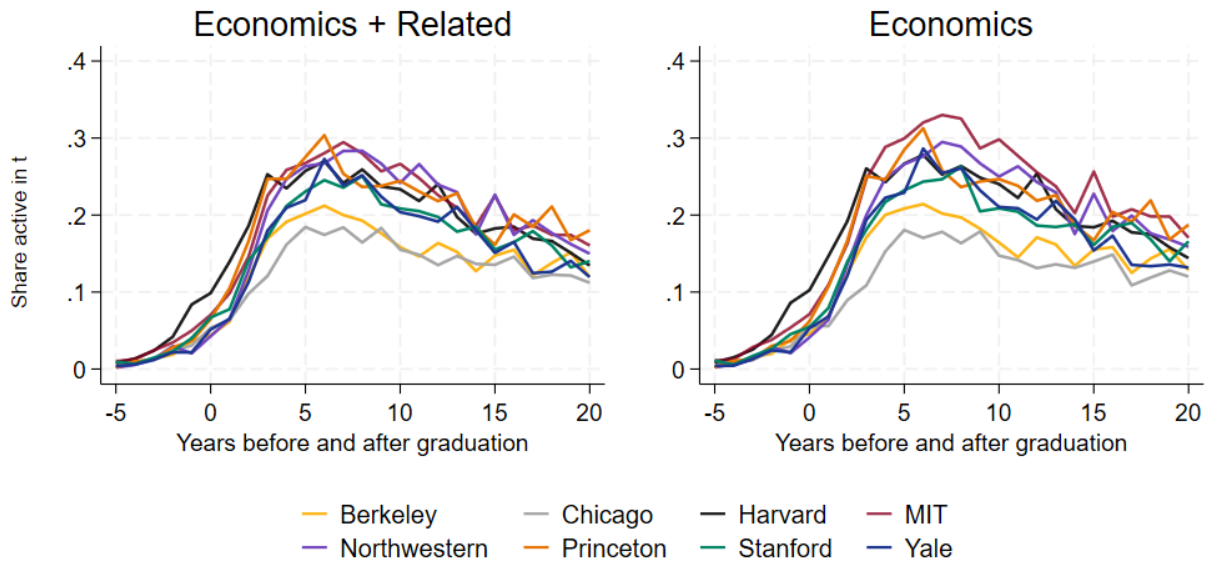 Economics + Related
Economics
Share active in t
.4
.3
.2
.1
0
-5 0 5 10 15 20
Years before and after graduation
.4
.3
.2
.1
0
-5 0 5 10 15 20
Years before and after graduation
Berkeley Chicago Harvard MIT
Northwestern Princeton Stanford Yale